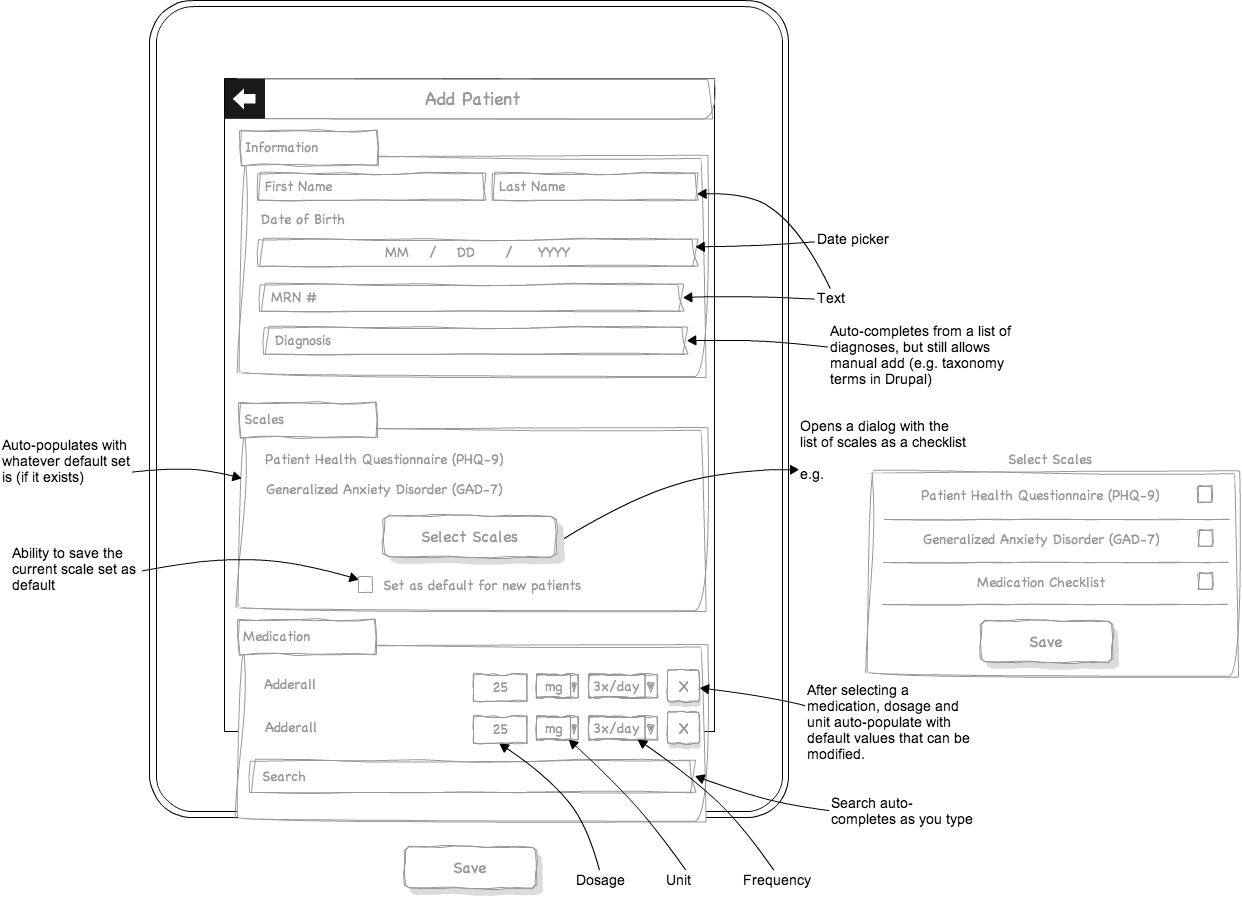 Add Patient
Information
First Name
Last Name
Date of Birth
MM / DD / YYYY
Date picker
MRN #
Text
Diagnosis
Auto-completes from a list of
diagnoses, but still allows
manual add (e.g. taxonomy
terms in Drupal)
Scales
Auto-populates with
whatever default set
is (if it exists)
Patient Health Questionnaire (PHQ-9)
Generalized Anxiety Disorder (GAD-7)
Select Scales
Opens a dialog with the
list of scales as a checklist
e.g.
Select Scales
Patient Health Questionnaire (PHQ-9)
Generalized Anxiety Disorder (GAD-7)
Medication Checklist
Save
Ability to save the
current scale set as
default
Set as default for new patients
Medication
Adderall 25 mg 3x/day X
Adderall 25 mg 3x/day X
After selecting a
medication, dosage and
unit auto-populate with
default values that can be
modified.
Search
Search auto-
completes as you type
Save
Dosage
Unit
Frequency